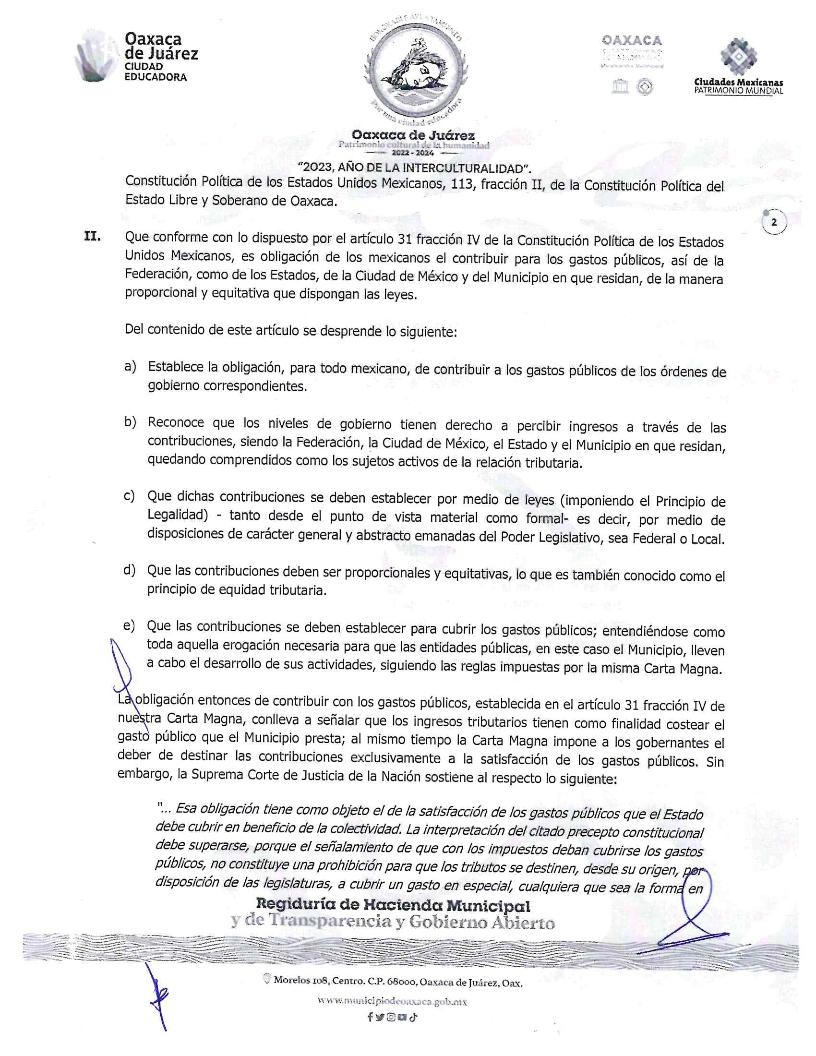 Oaxaca
de Juárez
CIUDAD
EDUCADORA
HONORABLE AYUNTAMIENTO
Por una ciudad educadora
Oaxaca de Juárez
Patrimonio cultural de la humanidad
2022 - 2024
OAXACA
Ciudades Mexicanas
PATRIMONIO MUNDIAL
"2023, AÑO DE LA INTERCULTURALIDAD".
Constitución Política de los Estados Unidos Mexicanos, 113, fracción II, de la Constitución Política del
Estado Libre y Soberano de Oaxaca.
2
II. Que conforme con lo dispuesto por el artículo 31 fracción IV de la Constitución Política de los Estados
Unidos Mexicanos, es obligación de los mexicanos el contribuir para los gastos públicos, así de la
Federación, como de los Estados, de la Ciudad de México y del Municipio en que residan, de la manera
proporcional y equitativa que dispongan las leyes.
Del contenido de este artículo se desprende lo siguiente:
a) Establece la obligación, para todo mexicano, de contribuir a los gastos públicos de los órdenes de
gobierno correspondientes.
b) Reconoce que los niveles de gobierno tienen derecho a percibir ingresos a través de las
contribuciones, siendo la Federación, la Ciudad de México, el Estado y el Municipio en que residan,
quedando comprendidos como los sujetos activos de la relación tributaria.
c) Que dichas contribuciones se deben establecer por medio de leyes (imponiendo el Principio de
Legalidad) - tanto desde el punto de vista material como formal- es decir, por medio de
disposiciones de carácter general y abstracto emanadas del Poder Legislativo, sea Federal o Local.
d) Que las contribuciones deben ser proporcionales y equitativas, lo que es también conocido como el
principio de equidad tributaria.
e) Que las contribuciones se deben establecer para cubrir los gastos públicos; entendiéndose como
toda aquella erogación necesaria para que las entidades públicas, en este caso el Municipio, lleven
a cabo el desarrollo de sus actividades, siguiendo las reglas impuestas por la misma Carta Magna.
La obligación entonces de contribuir con los gastos públicos, establecida en el artículo 31 fracción IV de
nuestra Carta Magna, conlleva a señalar que los ingresos tributarios tienen como finalidad costear el
gasto público que el Municipio presta; al mismo tiempo la Carta Magna impone a los gobernantes el
deber de destinar las contribuciones exclusivamente a la satisfacción de los gastos públicos. Sin
embargo, la Suprema Corte de Justicia de la Nación sostiene al respecto lo siguiente:
"... Esa obligación tiene como objeto el de la satisfacción de los gastos públicos que el Estado
debe cubrir en beneficio de la colectividad. La interpretación del citado precepto constitucional
debe superarse, porque el señalamiento de que con los impuestos deban cubrirse los gastos
públicos, no constituye una prohibición para que los tributos se destinen, desde su origen, por
disposición de las legislaturas, a cubrir un gasto en especial, cualquiera que sea la forma en
Regiduría de Hacienda Municipal
y de Transparencia y Gobierno Abierto
Morelos 108, Centro. C.P. 68000, Oaxaca de Juárez, Oax.
www.municipiodeoaxaca.gob.mx